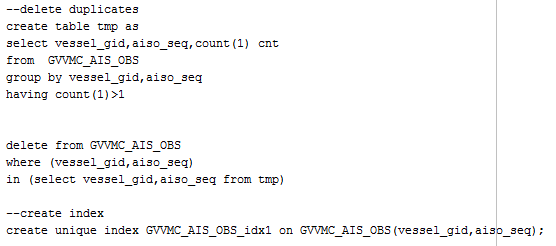 --delete duplicates
create table tmp as
select vessel_gid,aiso_seq,count(1) cnt
from  GVVMC_AIS_OBS
group by vessel_gid,aiso_seq
having count(1)>1
delete from GVVMC_AIS_OBS
where (vessel_gid,aiso_seq)
in (select vessel_gid,aiso_seq from tmp)
--create index
create unique index GVVMC_AIS_OBS_idx1 on GVVMC_AIS_OBS(vessel_gid,aiso_seq);